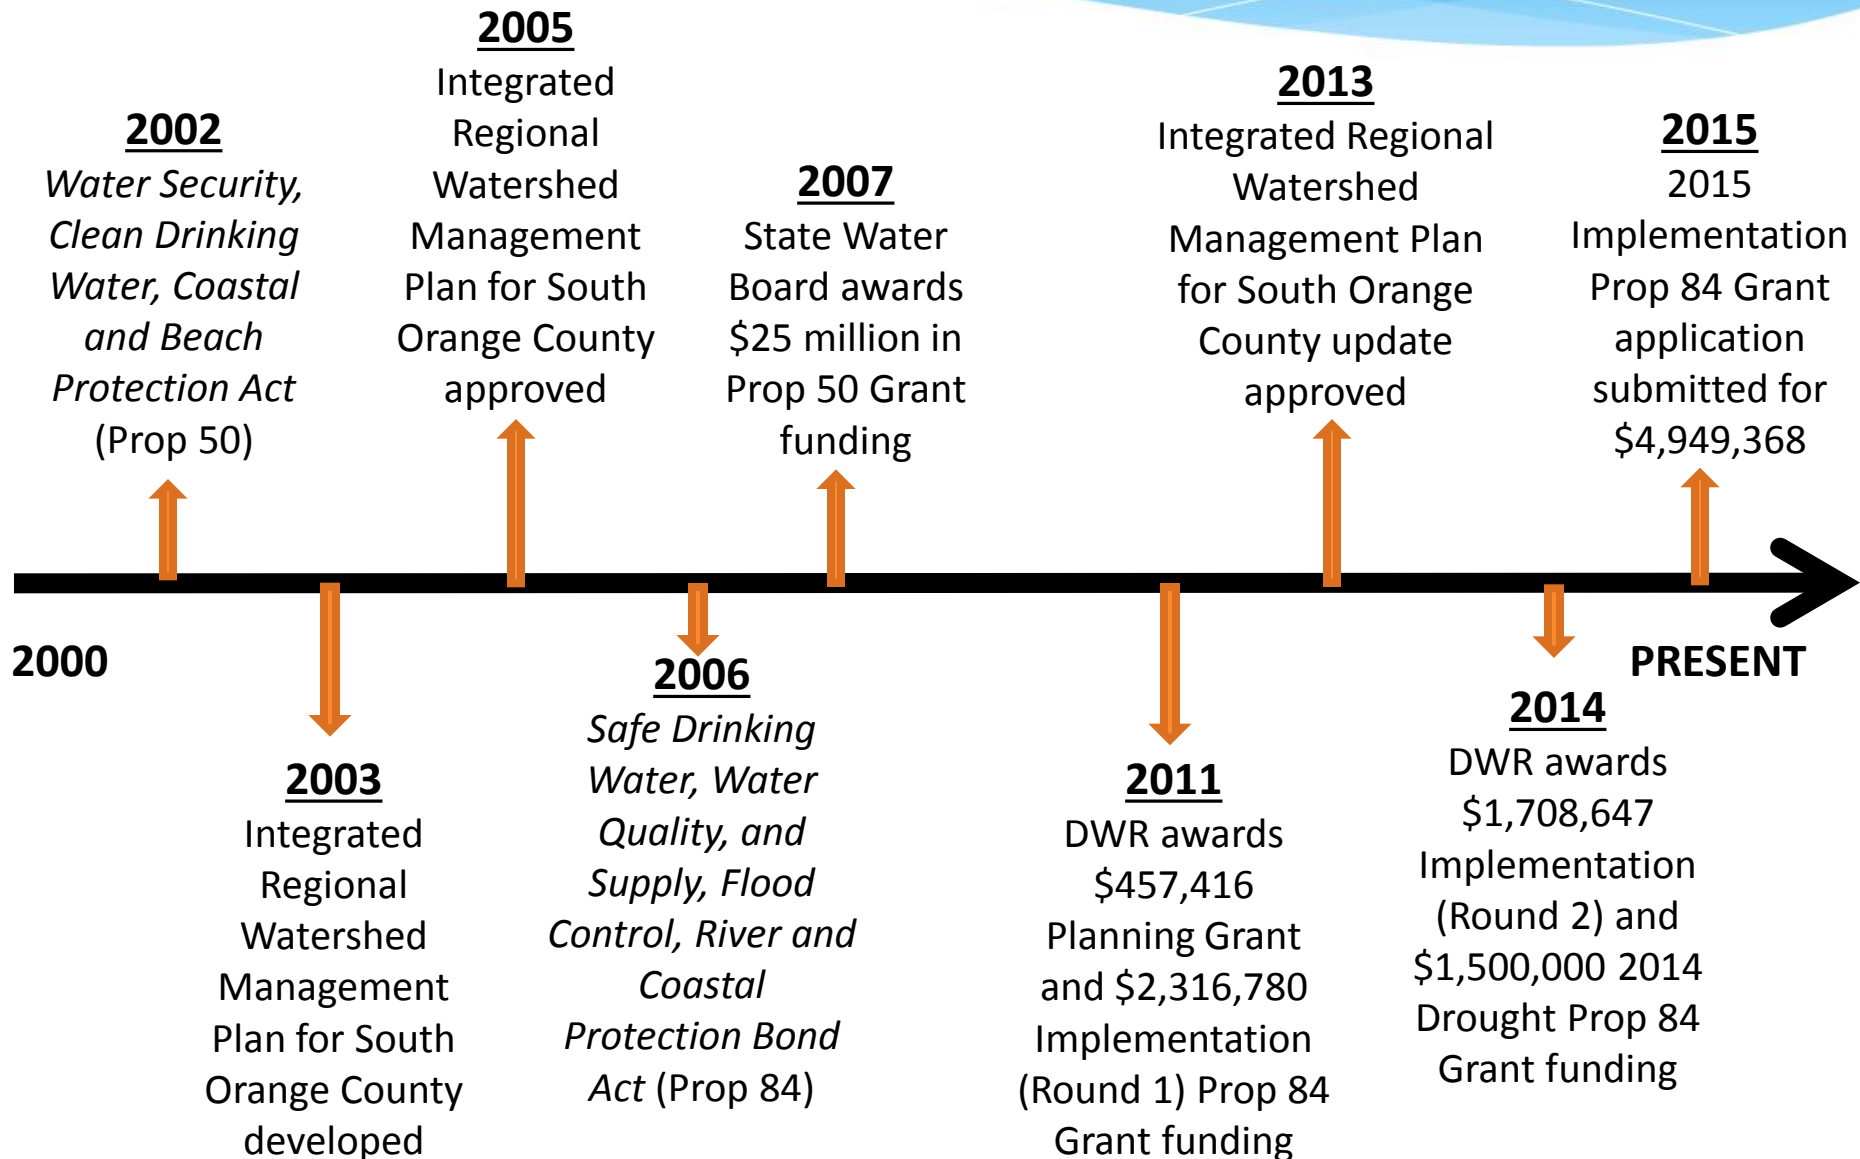 2002
Water Security,
Clean Drinking
Water, Coastal
and Beach
Protection Act
(Prop 50)
2005
Integrated
Regional
Watershed
Management
Plan for South
Orange County
approved
2007
State Water
Board awards
$25 million in
Prop 50 Grant
funding
2013
Integrated Regional
Watershed
Management Plan
for South Orange
County update
approved
2015
2015
Implementation
Prop 84 Grant
application
submitted for
$4,949,368
2000
PRESENT
2003
Integrated
Regional
Watershed
Management
Plan for South
Orange County
developed
2006
Safe Drinking
Water, Water
Quality, and
Supply, Flood
Control, River and
Coastal
Protection Bond
Act (Prop 84)
2011
DWR awards
$457,416
Planning Grant
and $2,316,780
Implementation
(Round 1) Prop 84
Grant funding
2014
DWR awards
$1,708,647
Implementation
(Round 2) and
$1,500,000 2014
Drought Prop 84
Grant funding